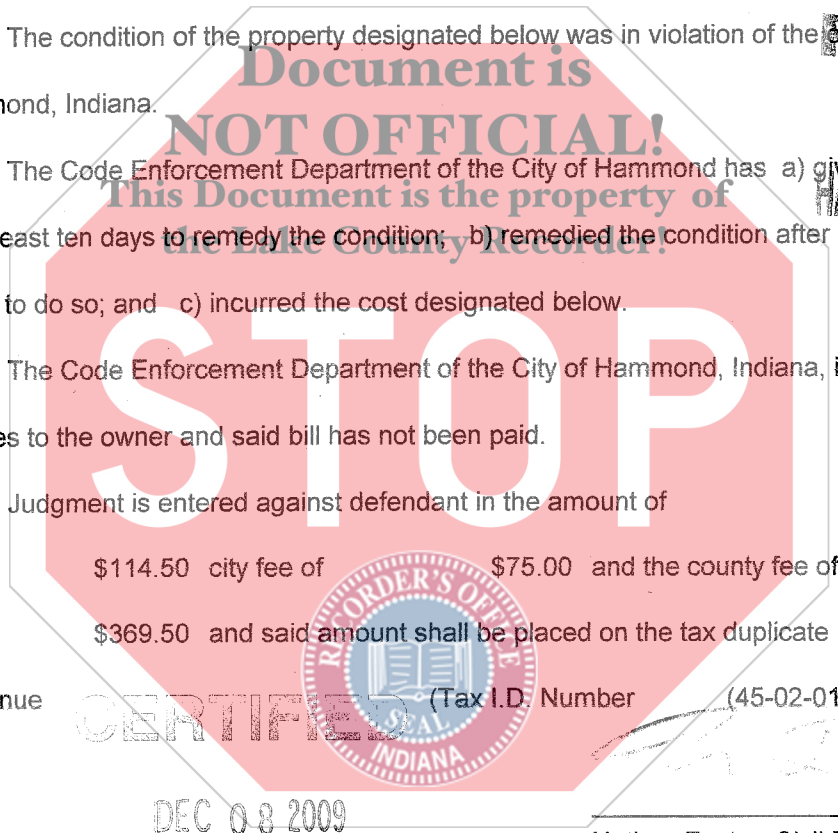 The condition of the property designated below was in violation of the
Document is
mond, Indiana.
NOT OFFICIAL!
The Code Enforcement Department of the City of Hammond has a) giv
This Document is the property of
east ten days to remedy the condition; b) remedied the condition after
the Lake County Recorder!
to do so; and c) incurred the cost designated below.
STOP
The Code Enforcement Department of the City of Hammond, Indiana, i
es to the owner and said bill has not been paid.
Judgment is entered against defendant in the amount of
$114.50 city fee of $75.00 and the county fee of
$369.50 and said amount shall be placed on the tax duplicate
RECORDER'S OFFICE
SEAL
INDIANA
nue CERTIFIED (Tax I.D. Number (45-02-01
DEC 08 2009